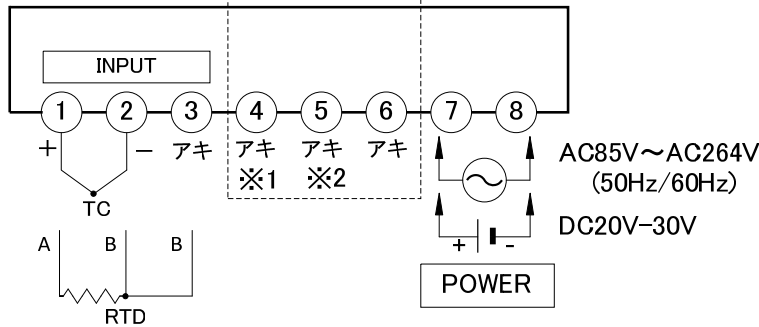 INPUT
1 2 3 4 5 6 7 8
+ − アキ アキ アキ アキ
※1 ※2
TC
AC85V～AC264V
(50Hz/60Hz)
DC20V-30V
+ -
POWER
A B B
RTD